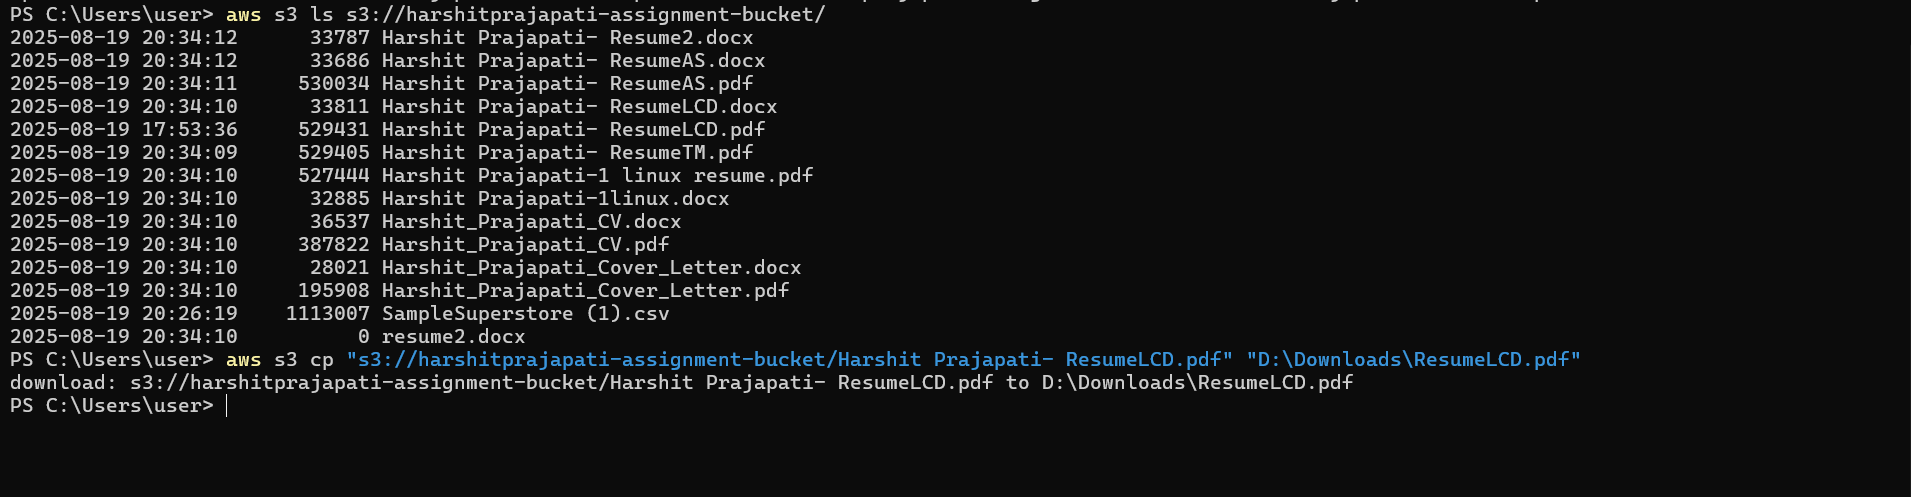 PS C:\Users\user> aws s3 ls s3://harshitprajapati-assignment-bucket/
2025-08-19 20:34:12      33787 Harshit Prajapati- Resume2.docx
2025-08-19 20:34:12      33686 Harshit Prajapati- ResumeAS.docx
2025-08-19 20:34:11     530034 Harshit Prajapati- ResumeAS.pdf
2025-08-19 20:34:10      33811 Harshit Prajapati- ResumeLCD.docx
2025-08-19 17:53:36     529431 Harshit Prajapati- ResumeLCD.pdf
2025-08-19 20:34:09     529405 Harshit Prajapati- ResumeTM.pdf
2025-08-19 20:34:10     527444 Harshit Prajapati-1 linux resume.pdf
2025-08-19 20:34:10      32885 Harshit Prajapati-1linux.docx
2025-08-19 20:34:10      36537 Harshit_Prajapati_CV.docx
2025-08-19 20:34:10     387822 Harshit_Prajapati_CV.pdf
2025-08-19 20:34:10      28021 Harshit_Prajapati_Cover_Letter.docx
2025-08-19 20:34:10     195908 Harshit_Prajapati_Cover_Letter.pdf
2025-08-19 20:26:19    1113007 SampleSuperstore (1).csv
2025-08-19 20:34:10          0 resume2.docx
PS C:\Users\user> aws s3 cp "s3://harshitprajapati-assignment-bucket/Harshit Prajapati- ResumeLCD.pdf" "D:\Downloads\ResumeLCD.pdf"
download: s3://harshitprajapati-assignment-bucket/Harshit Prajapati- ResumeLCD.pdf to D:\Downloads\ResumeLCD.pdf
PS C:\Users\user>